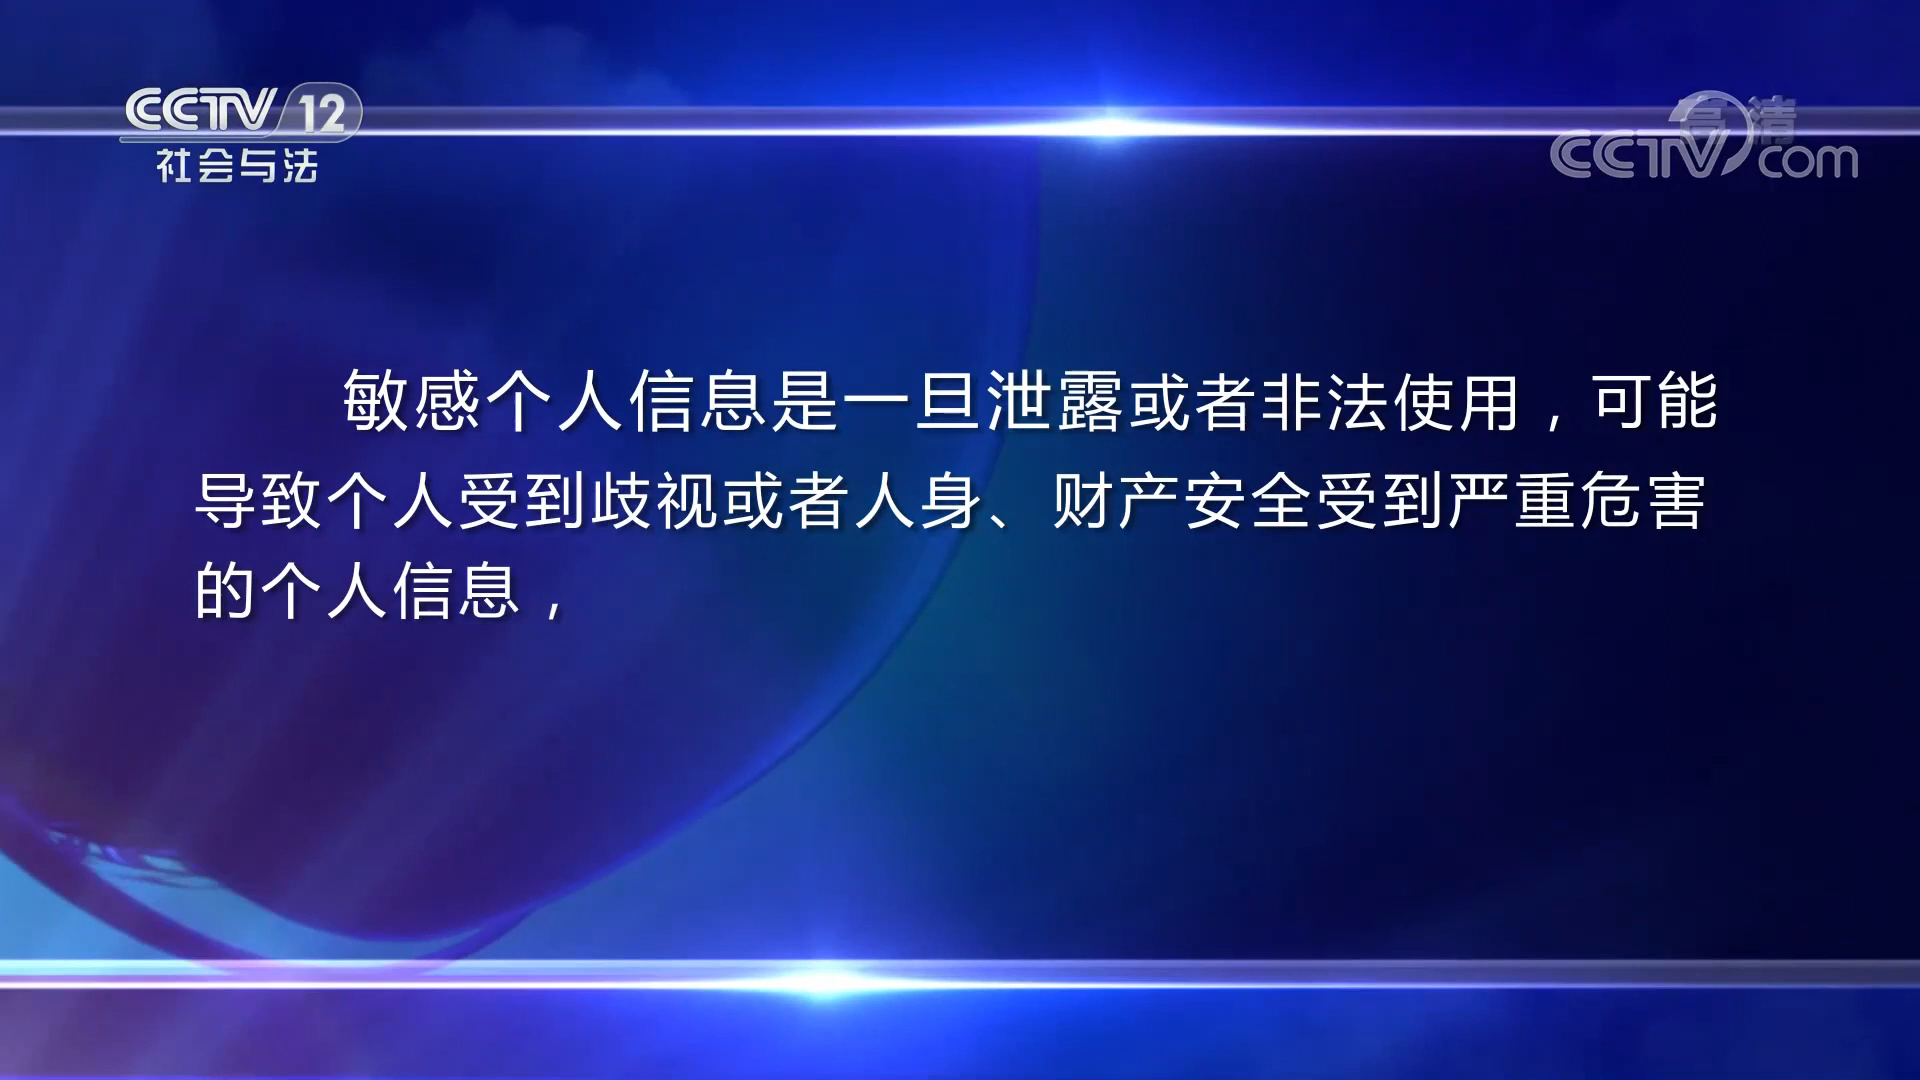 CCTV 12
社会与法
高清
CCTV.com
敏感个人信息是一旦泄露或者非法使用，可能
导致个人受到歧视或者人身、财产安全受到严重危害
的个人信息，